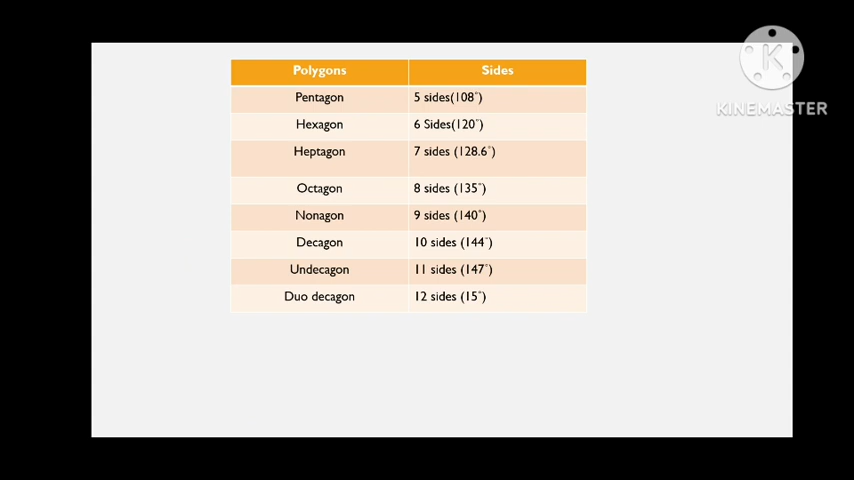 Polygons Sides
Pentagon 5 sides(108°)
Hexagon 6 Sides(120°)
Heptagon 7 sides (128.6°)
Octagon 8 sides (135°)
Nonagon 9 sides (140°)
Decagon 10 sides (144°)
Undecagon 11 sides (147°)
Duo decagon 12 sides (15°)
K
KINEMASTER